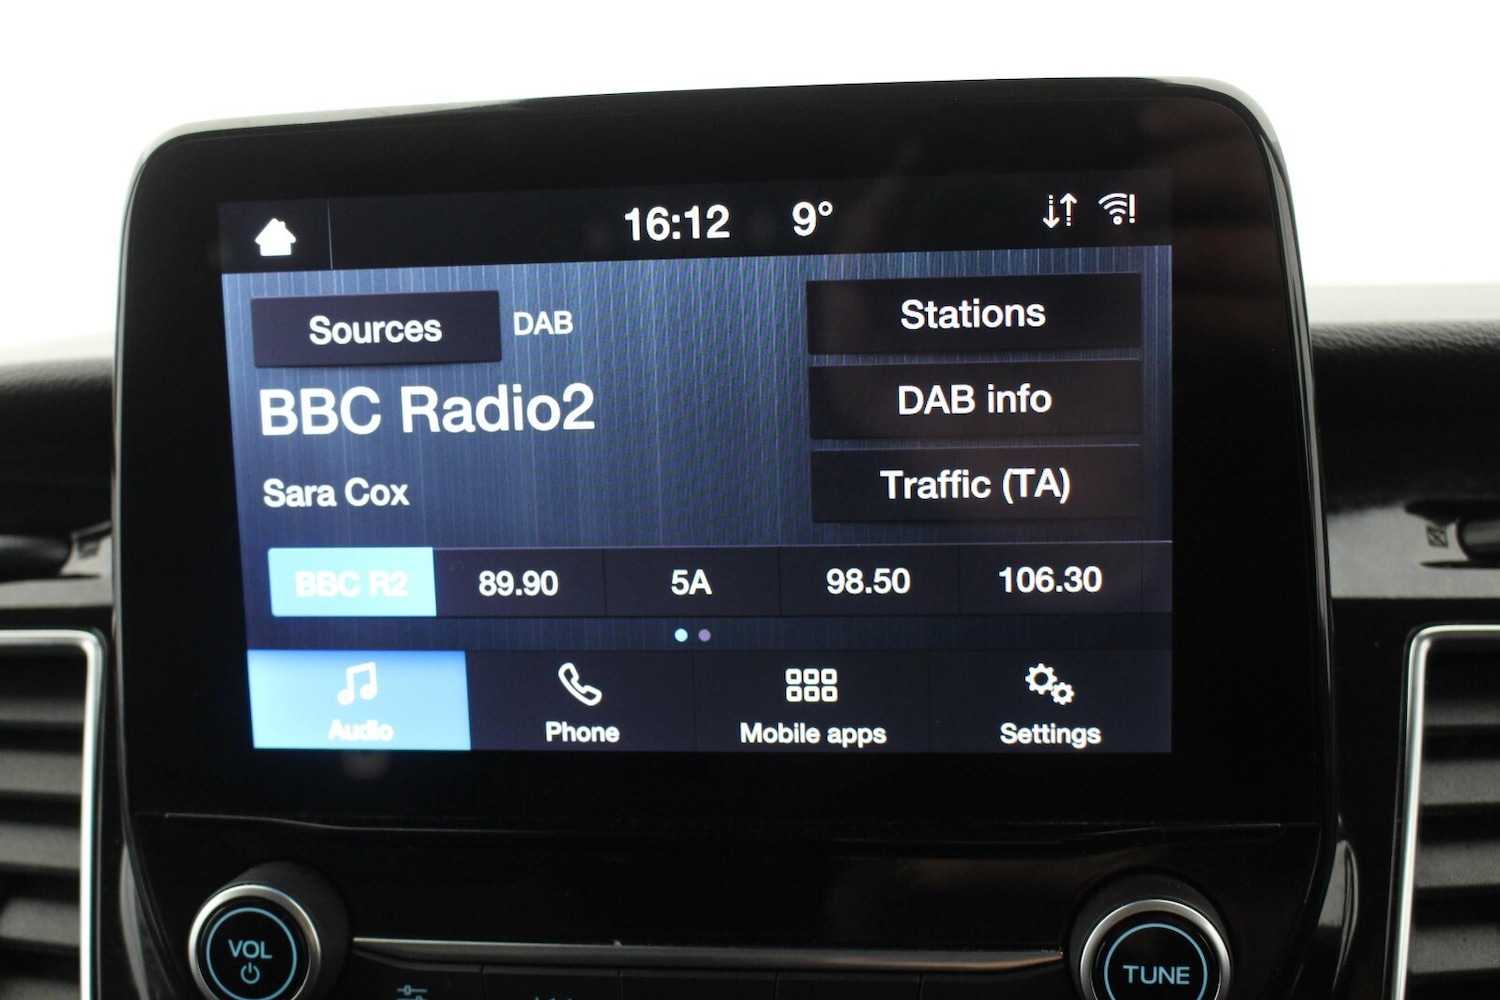 16:12 9°
Sources DAB
Stations
BBC Radio2
DAB info
Sara Cox
Traffic (TA)
BBC R2 89.90 5A 98.50 106.30
Audio Phone Mobile apps Settings
VOL
TUNE